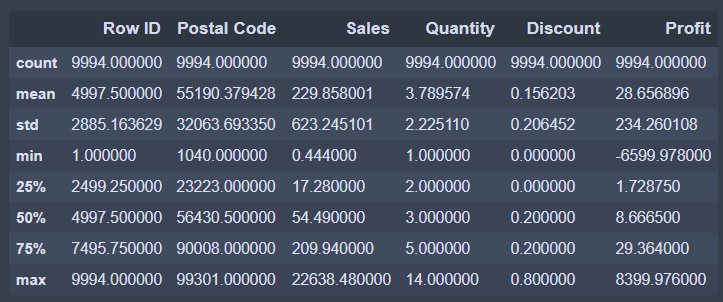 Row ID Postal Code Sales Quantity Discount Profit
count 9994.000000 9994.000000 9994.000000 9994.000000 9994.000000 9994.000000
mean 4997.500000 55190.379428 229.858001 3.789574 0.156203 28.656896
std 2885.163629 32063.693350 623.245101 2.225110 0.206452 234.260108
min 1.000000 1040.000000 0.444000 1.000000 0.000000 -6599.978000
25% 2499.250000 23223.000000 17.280000 2.000000 0.000000 1.728750
50% 4997.500000 56430.500000 54.490000 3.000000 0.200000 8.666500
75% 7495.750000 90008.000000 209.940000 5.000000 0.200000 29.364000
max 9994.000000 99301.000000 22638.480000 14.000000 0.800000 8399.976000